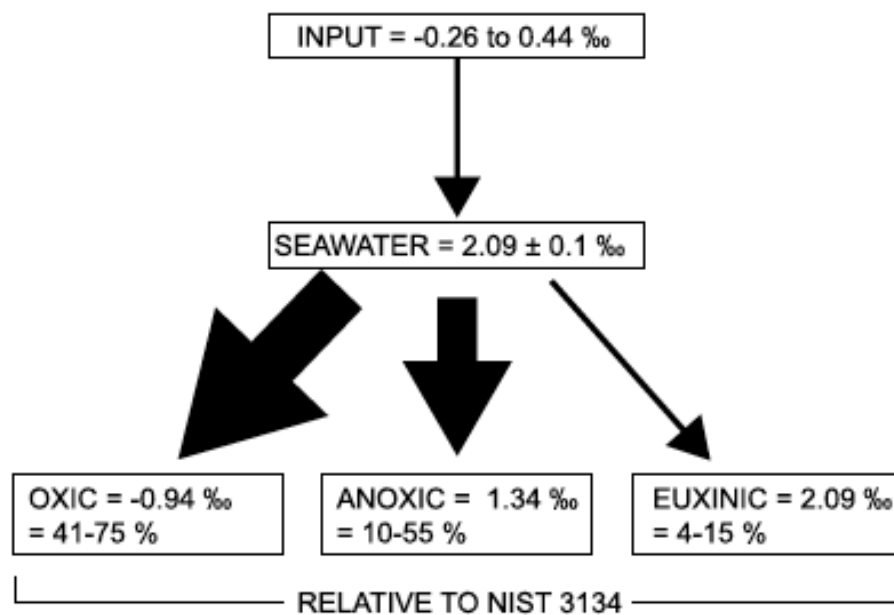 INPUT = -0.26 to 0.44 ‰
SEAWATER = 2.09 ± 0.1 ‰
OXIC = -0.94 ‰
= 41-75 %
ANOXIC =  1.34 ‰
= 10-55 %
EUXINIC = 2.09 ‰
= 4-15 %
RELATIVE TO NIST 3134